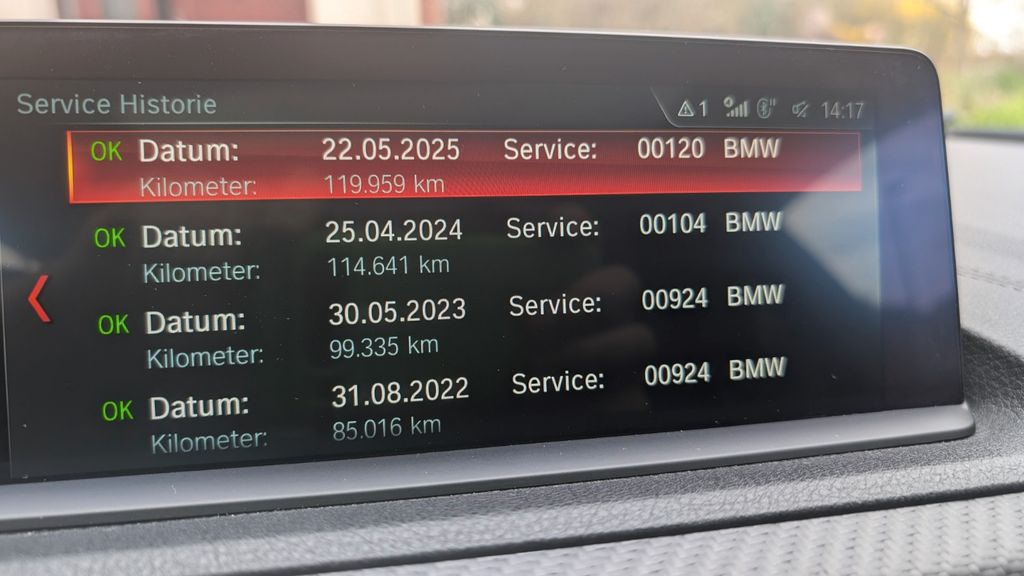 Service Historie 1 14:17
OK Datum: 22.05.2025 Service: 00120 BMW
Kilometer: 119.959 km
OK Datum: 25.04.2024 Service: 00104 BMW
Kilometer: 114.641 km
OK Datum: 30.05.2023 Service: 00924 BMW
Kilometer: 99.335 km
OK Datum: 31.08.2022 Service: 00924 BMW
Kilometer: 85.016 km